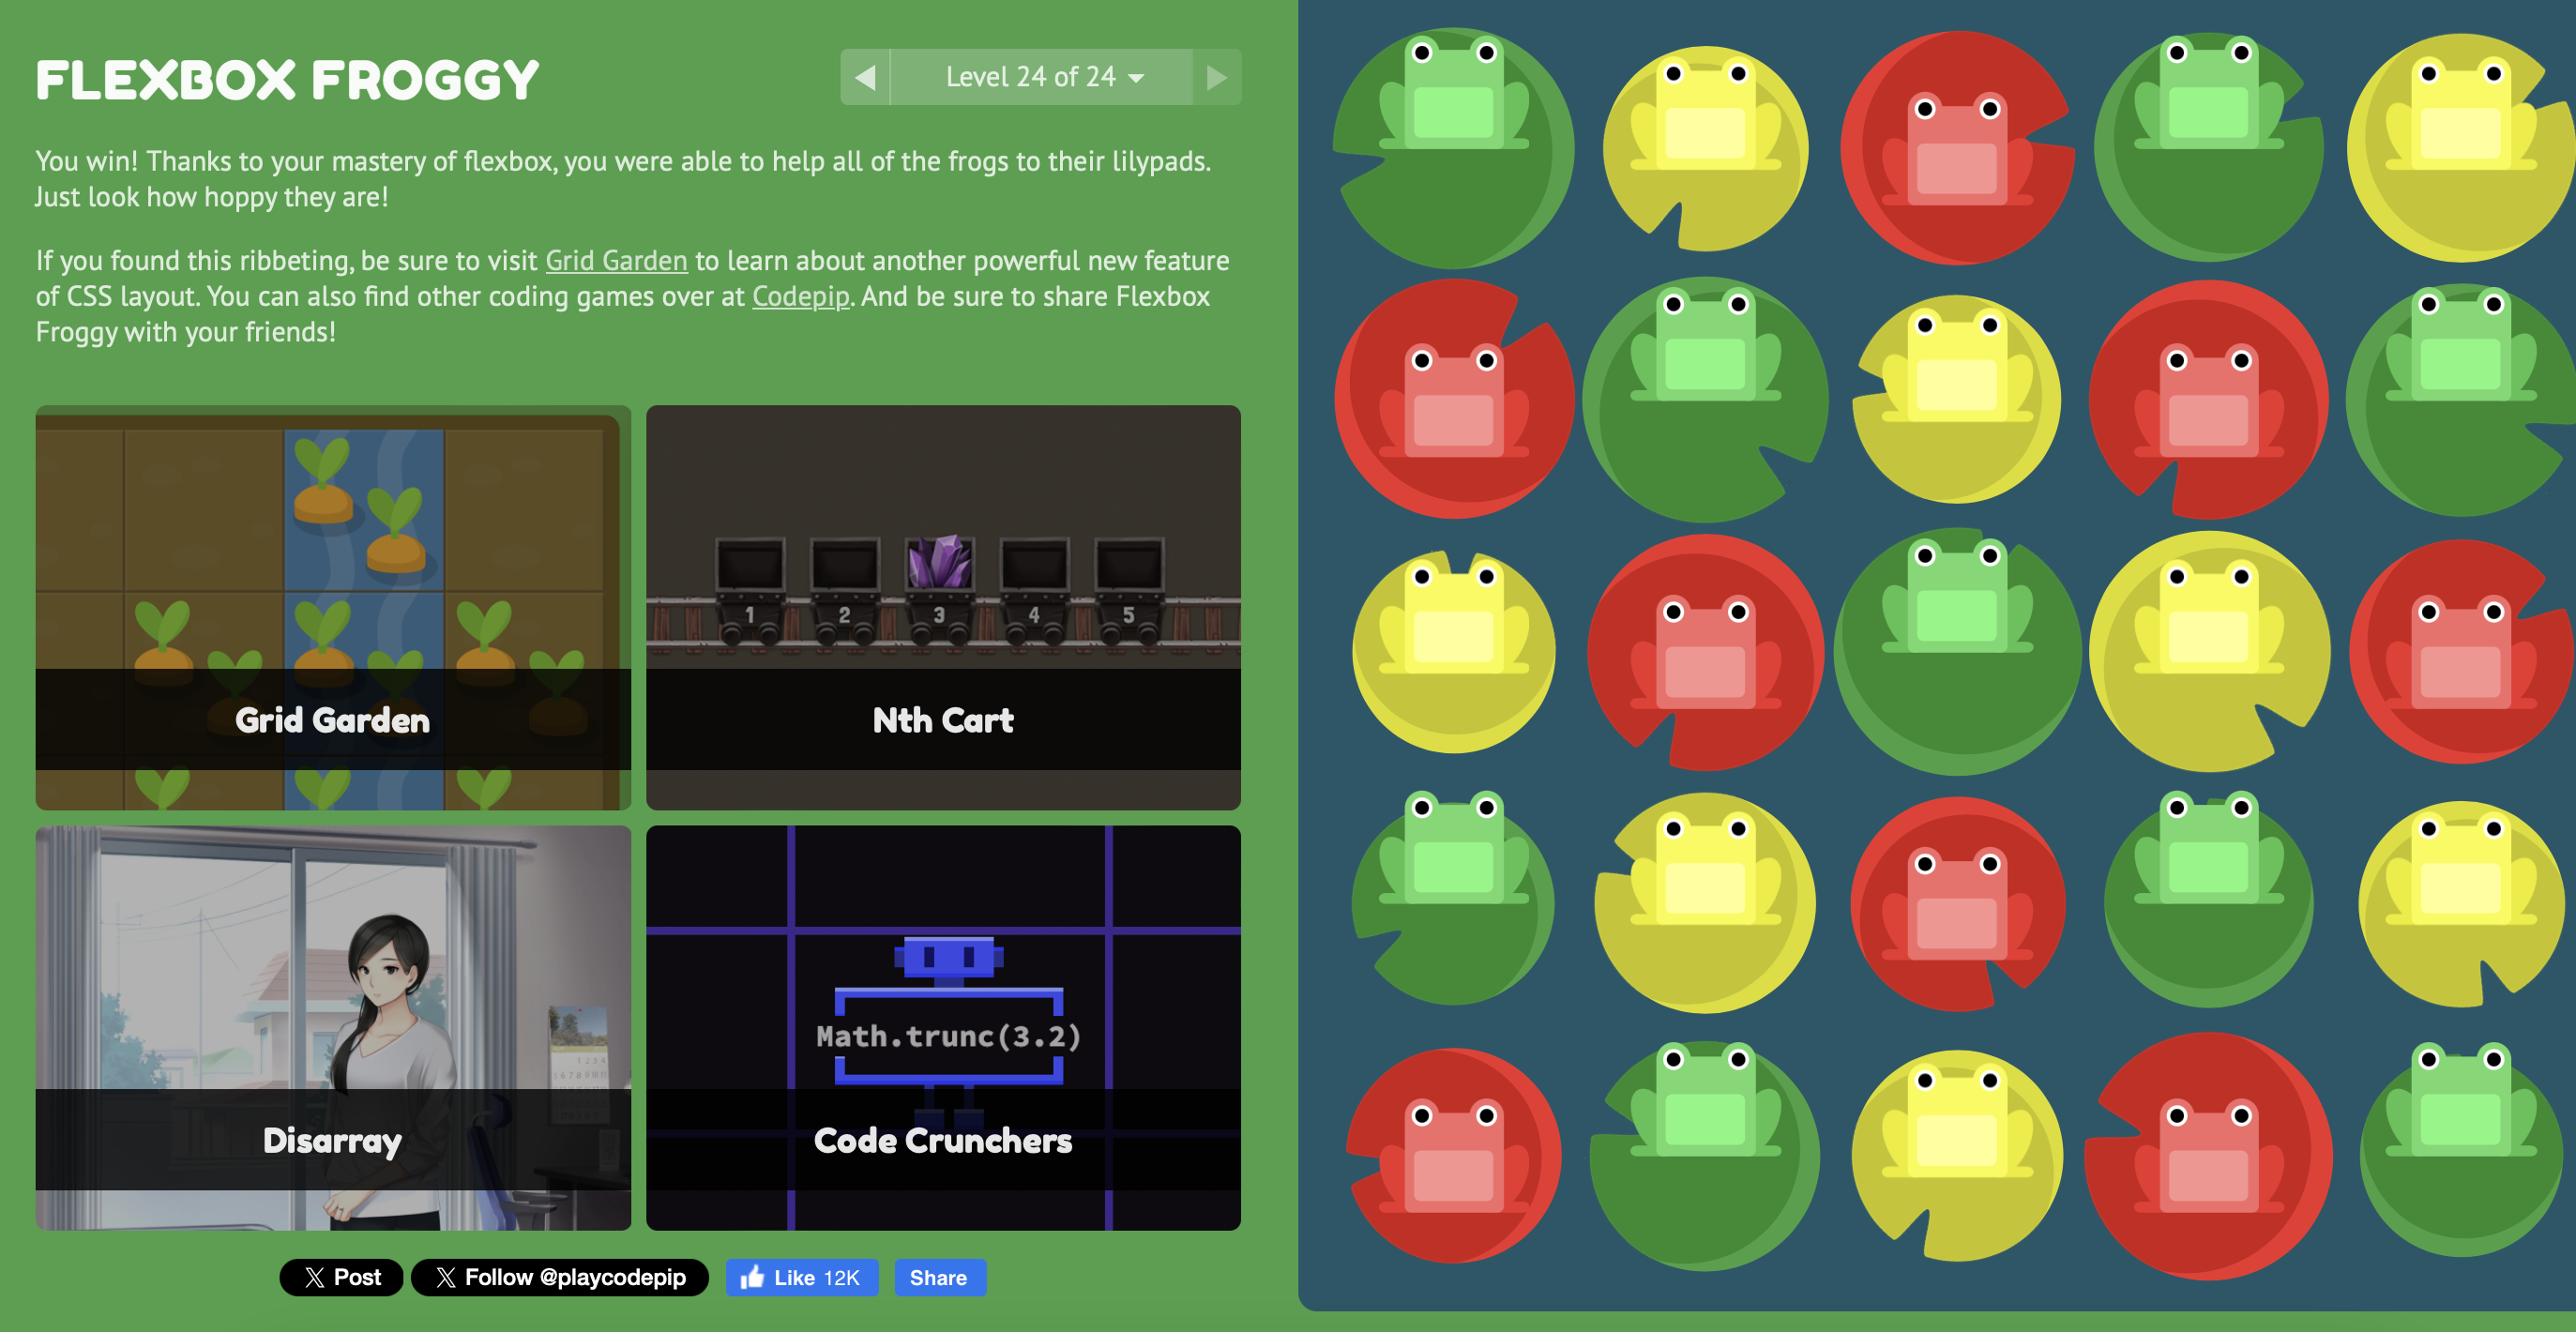 FLEXBOX FROGGY
Level 24 of 24
You win! Thanks to your mastery of flexbox, you were able to help all of the frogs to their lilypads.
Just look how hoppy they are!
If you found this ribbeting, be sure to visit Grid Garden to learn about another powerful new feature
of CSS layout. You can also find other coding games over at Codepip. And be sure to share Flexbox
Froggy with your friends!
1 2 3 4 5
Grid Garden
Nth Cart
Math.trunc(3.2)
Disarray
Code Crunchers
Post
Follow @playcodepip
Like 12K
Share